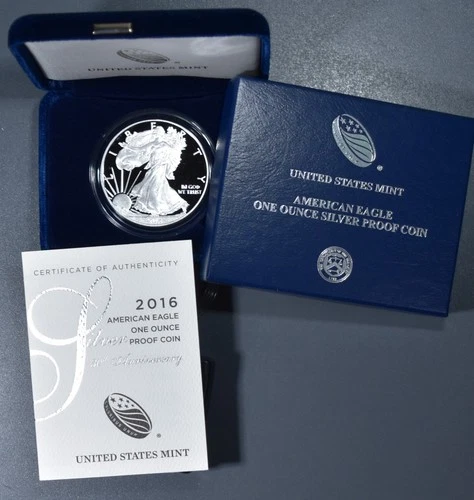 UNITED STATES MINT
LIBERTY
IN GOD
WE TRUST
UNITED STATES MINT
AMERICAN EAGLE
ONE OUNCE SILVER PROOF COIN
CERTIFICATE OF AUTHENTICITY
2016
AMERICAN EAGLE
ONE OUNCE
Silver PROOF COIN
Anniversary
UNITED STATES MINT